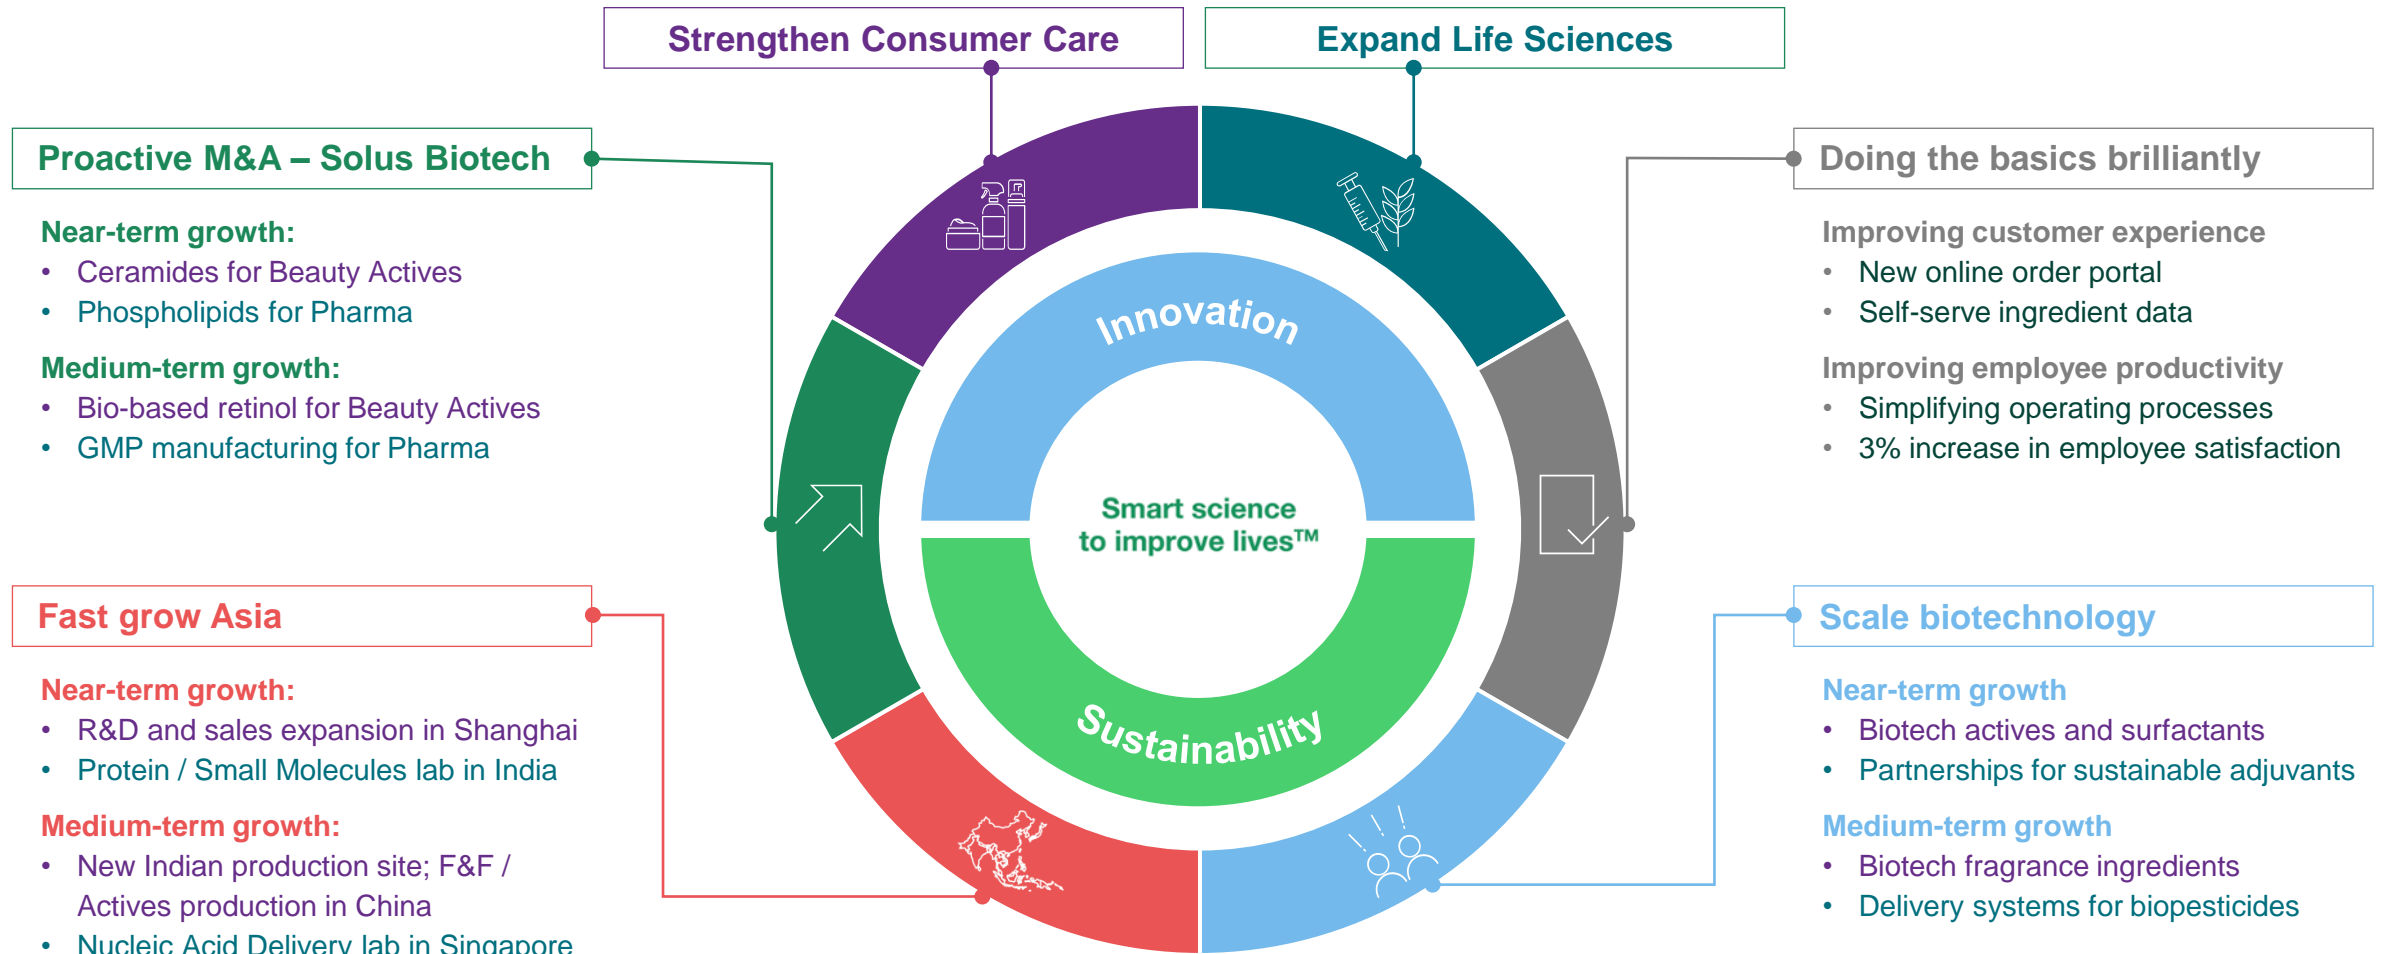 Strengthen Consumer Care
Expand Life Sciences
Proactive M&A – Solus Biotech
Near-term growth:
• Ceramides for Beauty Actives
• Phospholipids for Pharma
Medium-term growth:
• Bio-based retinol for Beauty Actives
• GMP manufacturing for Pharma
Doing the basics brilliantly
Improving customer experience
• New online order portal
• Self-serve ingredient data
Improving employee productivity
• Simplifying operating processes
• 3% increase in employee satisfaction
Innovation
Smart science
to improve lives™
Sustainability
Fast grow Asia
Near-term growth:
• R&D and sales expansion in Shanghai
• Protein / Small Molecules lab in India
Medium-term growth:
• New Indian production site; F&F /
Actives production in China
• Nucleic Acid Delivery lab in Singapore
Scale biotechnology
Near-term growth
• Biotech actives and surfactants
• Partnerships for sustainable adjuvants
Medium-term growth
• Biotech fragrance ingredients
• Delivery systems for biopesticides